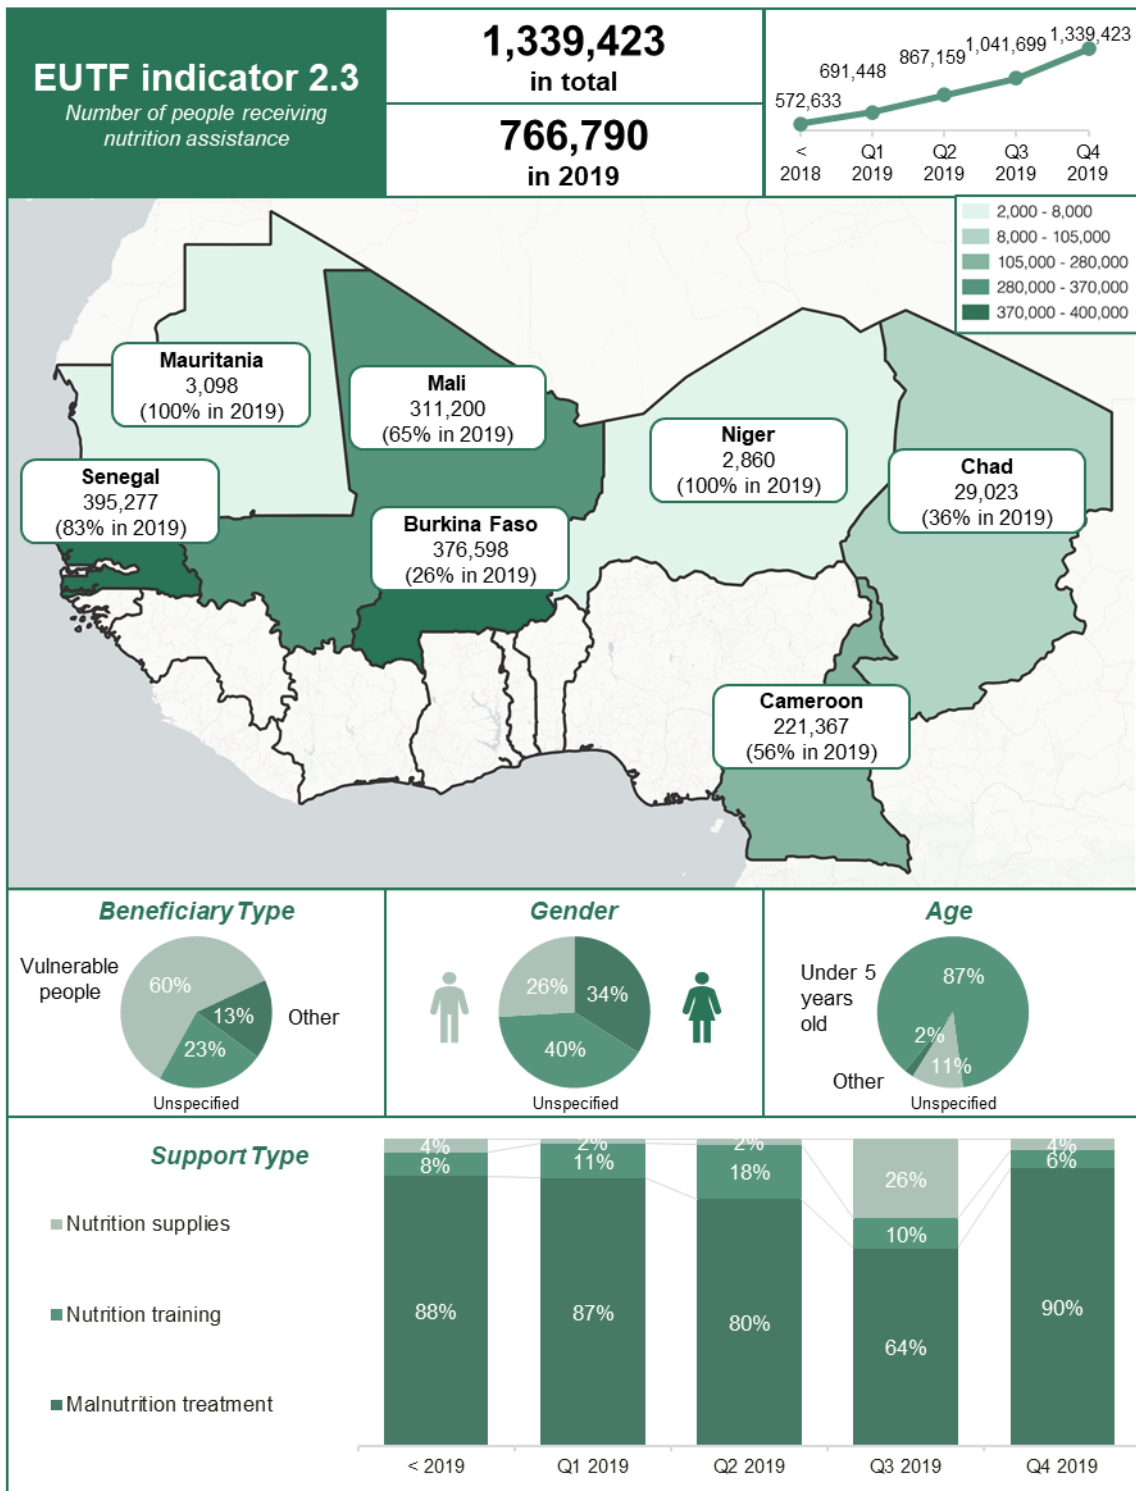 EUTF indicator 2.3
Number of people receiving
nutrition assistance
1,339,423
in total
766,790
in 2019
572,633
691,448
867,159
1,041,699
1,339,423
<
2018
Q1
2019
Q2
2019
Q3
2019
Q4
2019
2,000 - 8,000
8,000 - 105,000
105,000 - 280,000
280,000 - 370,000
370,000 - 400,000
Mauritania
3,098
(100% in 2019)
Mali
311,200
(65% in 2019)
Niger
2,860
(100% in 2019)
Chad
29,023
(36% in 2019)
Senegal
395,277
(83% in 2019)
Burkina Faso
376,598
(26% in 2019)
Cameroon
221,367
(56% in 2019)
Beneficiary Type
Vulnerable
people
60%
13%
Other
23%
Unspecified
Gender
26%
34%
40%
Unspecified
Age
Under 5
years
old
87%
2%
11%
Other
Unspecified
Support Type
Nutrition supplies
Nutrition training
Malnutrition treatment
4%
8%
88%
2%
11%
87%
2%
18%
80%
26%
10%
64%
4%
6%
90%
< 2019
Q1 2019
Q2 2019
Q3 2019
Q4 2019